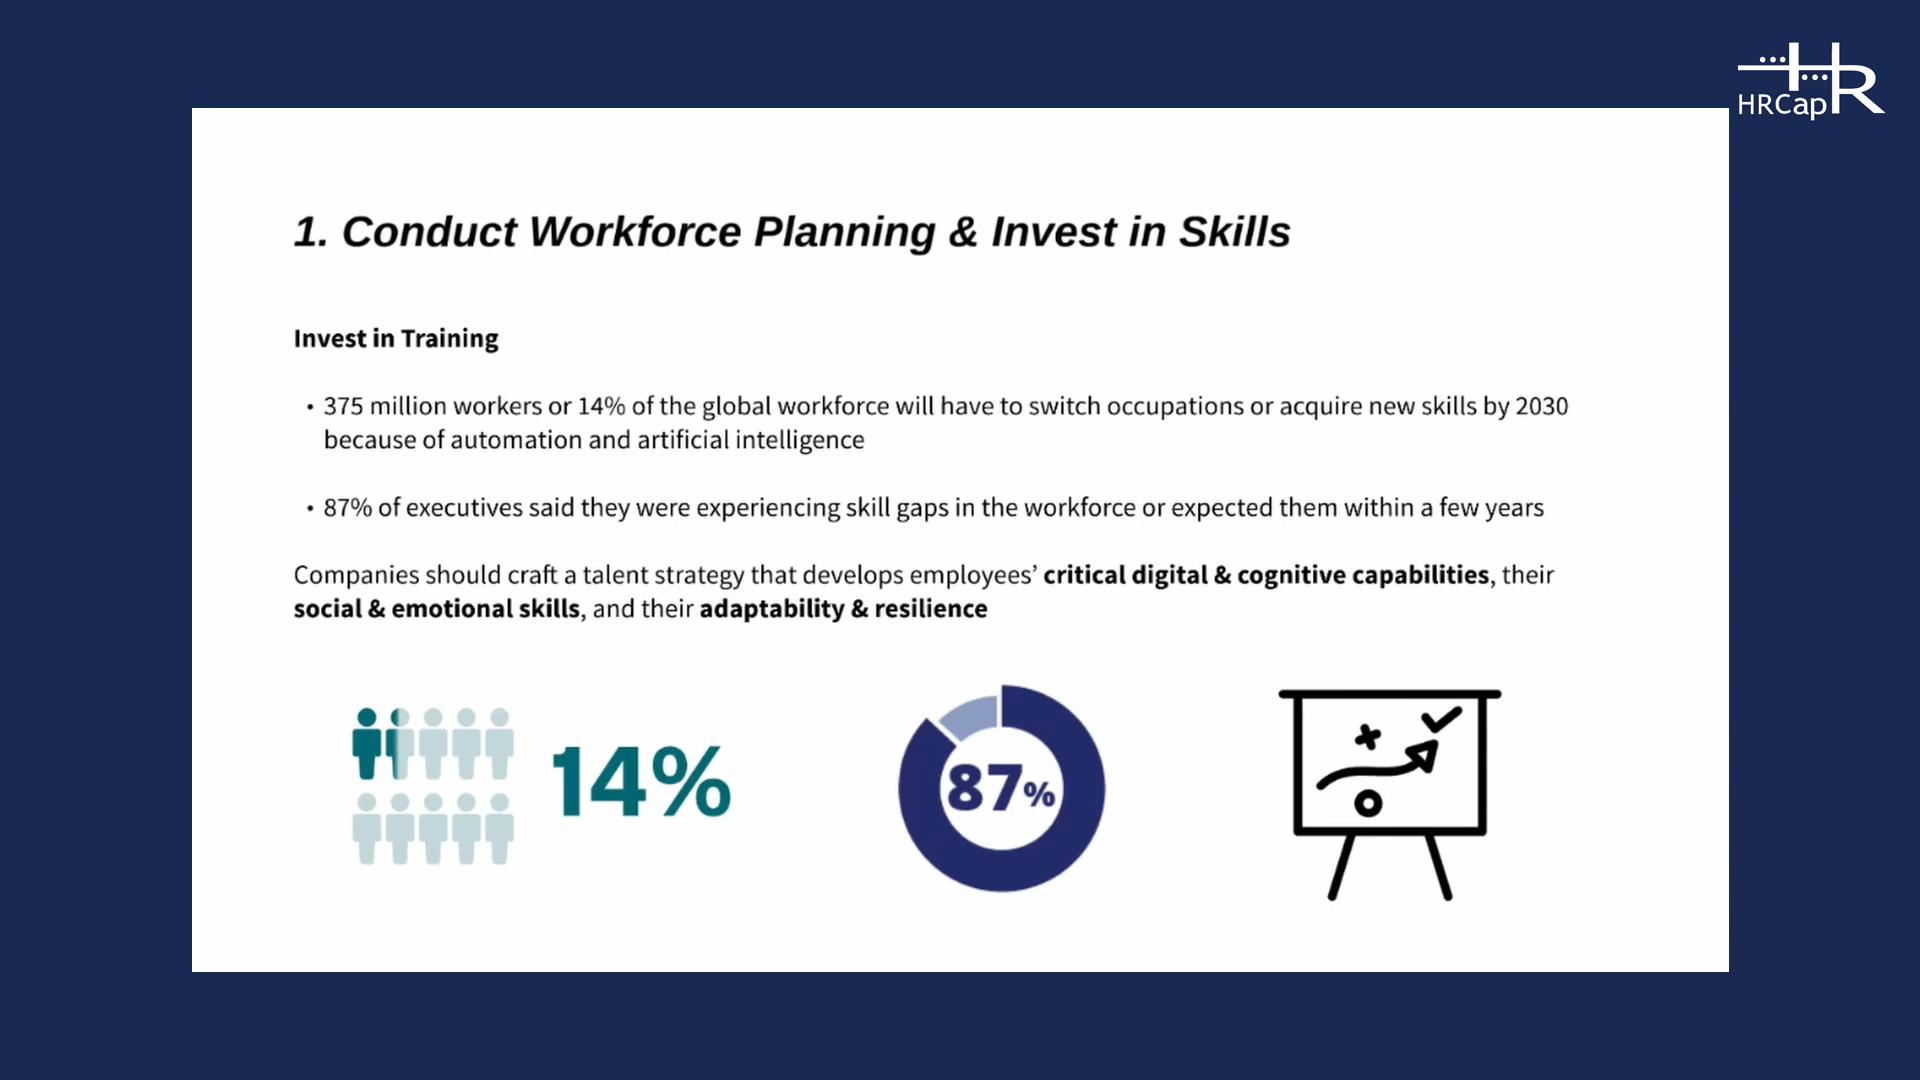 HR
HRCap
1. Conduct Workforce Planning & Invest in Skills
Invest in Training
• 375 million workers or 14% of the global workforce will have to switch occupations or acquire new skills by 2030
because of automation and artificial intelligence
• 87% of executives said they were experiencing skill gaps in the workforce or expected them within a few years
Companies should craft a talent strategy that develops employees’ critical digital & cognitive capabilities, their
social & emotional skills, and their adaptability & resilience
14%
87%